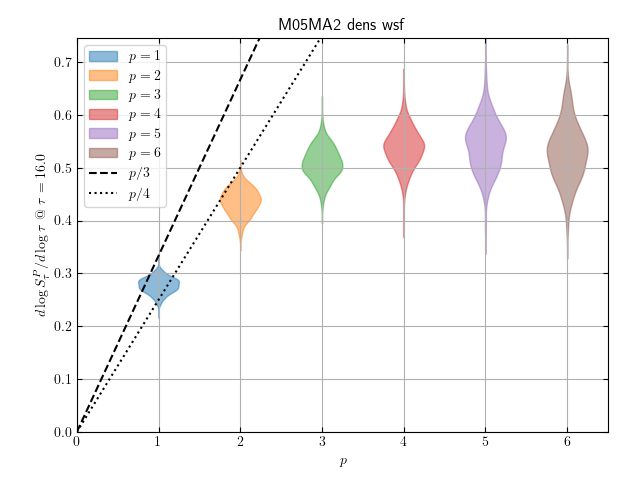 M05MA2 dens wsf
d log S_τ^P / d log τ @ τ = 16.0
0.7
0.6
0.5
0.4
0.3
0.2
0.1
0.0
p = 1
p = 2
p = 3
p = 4
p = 5
p = 6
p/3
p/4
0 1 2 3 4 5 6
p